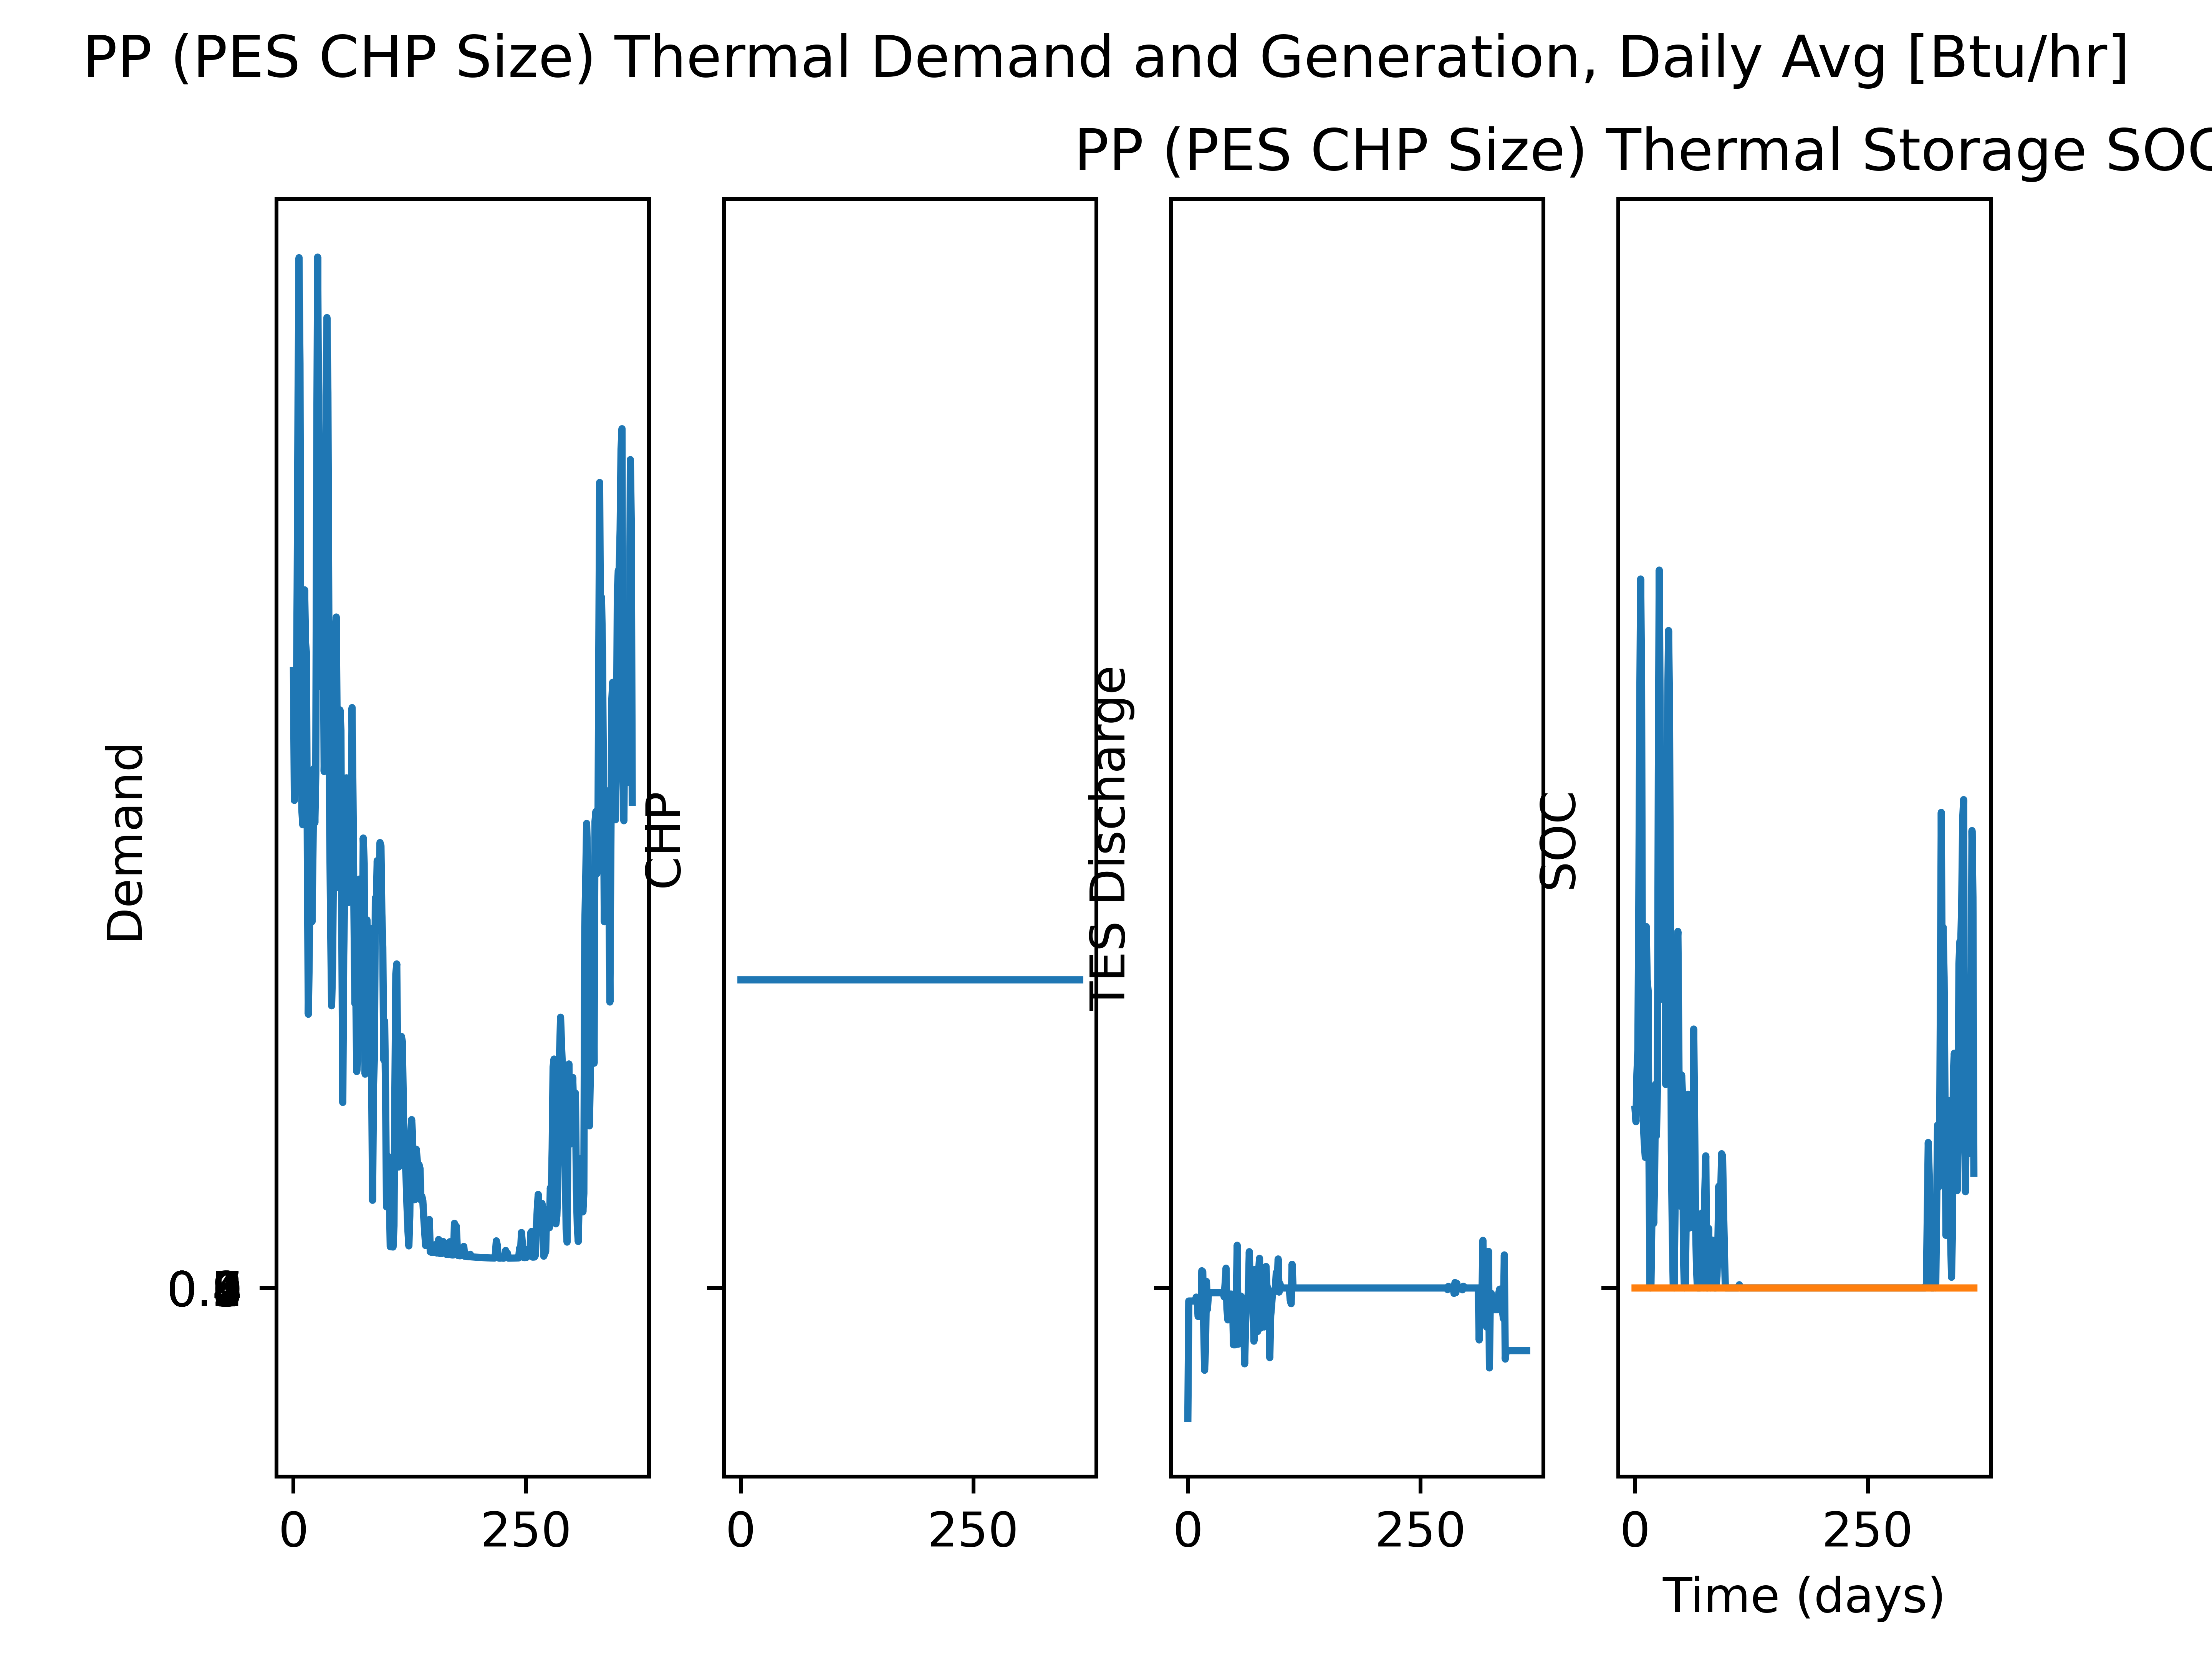 PP (PES CHP Size) Thermal Demand and Generation, Daily Avg [Btu/hr]
PP (PES CHP Size) Thermal Storage SOC
Demand
CHP
TES Discharge
SOC
0 250 0 250 0 250 0 250
Time (days)